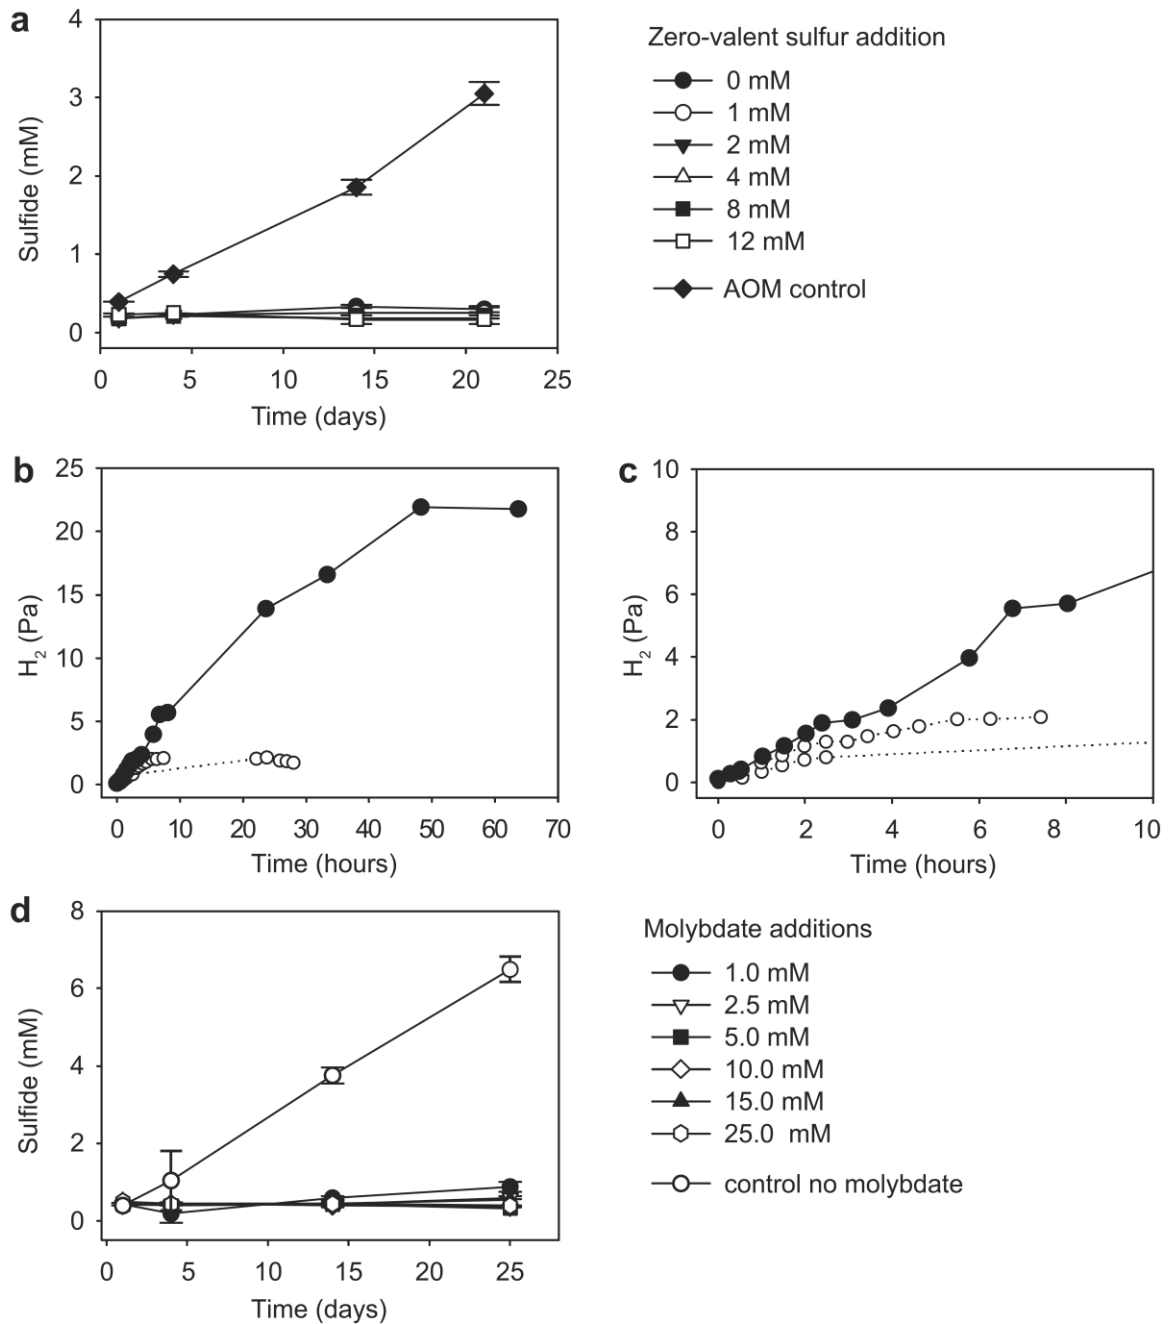 a
4
3
2
1
0
Sulfide (mM)
0 5 10 15 20 25
Time (days)
Zero-valent sulfur addition
0 mM
1 mM
2 mM
4 mM
8 mM
12 mM
AOM control
b
25
20
15
10
5
0
H₂ (Pa)
0 10 20 30 40 50 60 70
Time (hours)
c
10
8
6
4
2
0
H₂ (Pa)
0 2 4 6 8 10
Time (hours)
d
8
6
4
2
0
Sulfide (mM)
0 5 10 15 20 25
Time (days)
Molybdate additions
1.0 mM
2.5 mM
5.0 mM
10.0 mM
15.0 mM
25.0 mM
control no molybdate